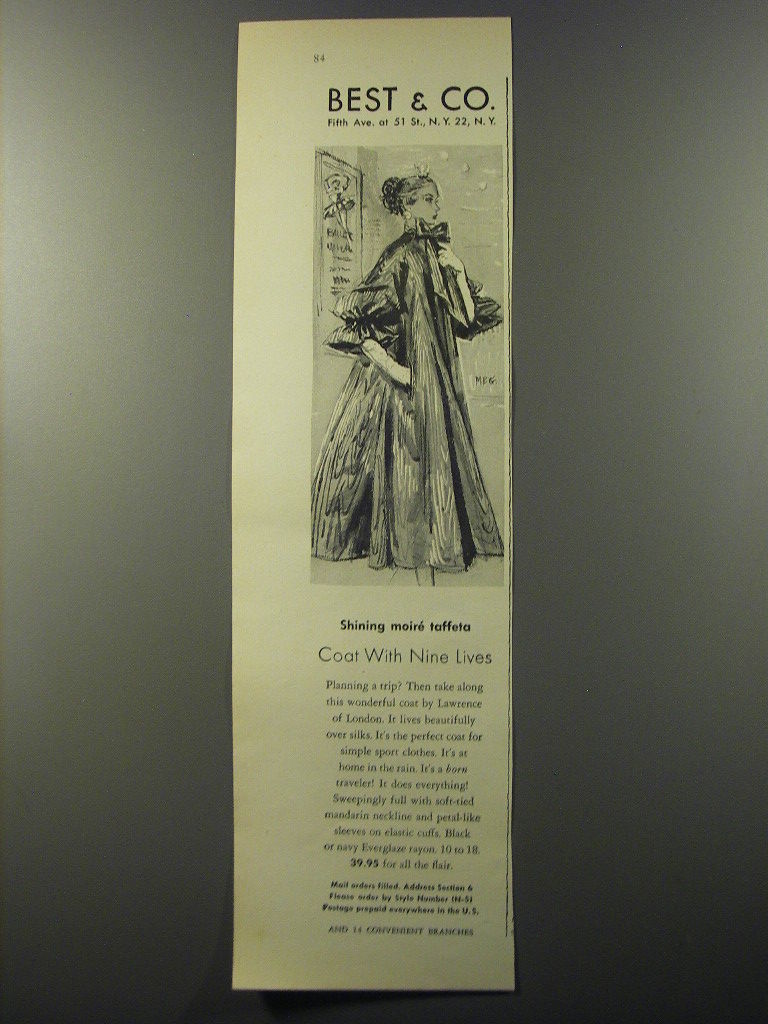 84
BEST & CO.
Fifth Ave. at 51 St., N. Y. 22, N. Y.
BALLET
MEG.
Shining moiré taffeta
Coat With Nine Lives
Planning a trip? Then take along
this wonderful coat by Lawrence
of London. It lives beautifully
over silks. It's the perfect coat for
simple sport clothes. It's at
home in the rain. It's a born
traveler! It does everything!
Sweepingly full with soft-tied
mandarin neckline and petal-like
sleeves on elastic cuffs. Black
or navy Everglaze rayon. 10 to 18.
39.95 for all the flair.
Mail orders filled. Address Section 6
Please order by Style Number (N-5)
Postage prepaid everywhere in the U.S.
AND 14 CONVENIENT BRANCHES